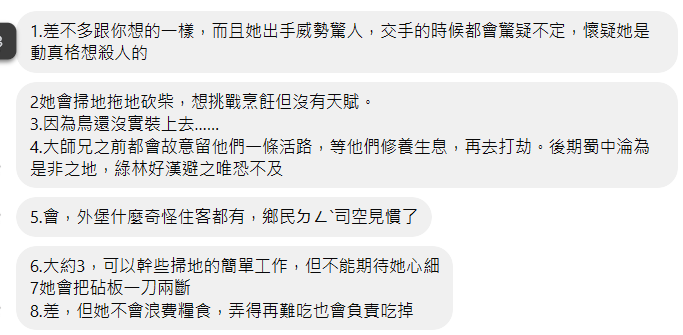 1.差不多跟你想的一樣，而且她出手威勢驚人，交手的時候都會驚疑不定，懷疑她是
動真格想殺人的
2她會掃地拖地砍柴，想挑戰烹飪但沒有天賦。
3.因為鳥還沒實裝上去......
4.大師兄之前都會故意留他們一條活路，等他們修養生息，再去打劫。後期蜀中淪為
是非之地，綠林好漢避之唯恐不及
5.會，外堡什麼奇怪住客都有，鄉民ㄉㄥˋ司空見慣了
6.大約3，可以幹些掃地的簡單工作，但不能期待她心細
7她會把砧板一刀兩斷
8.差，但她不會浪費糧食，弄得再難吃也會負責吃掉